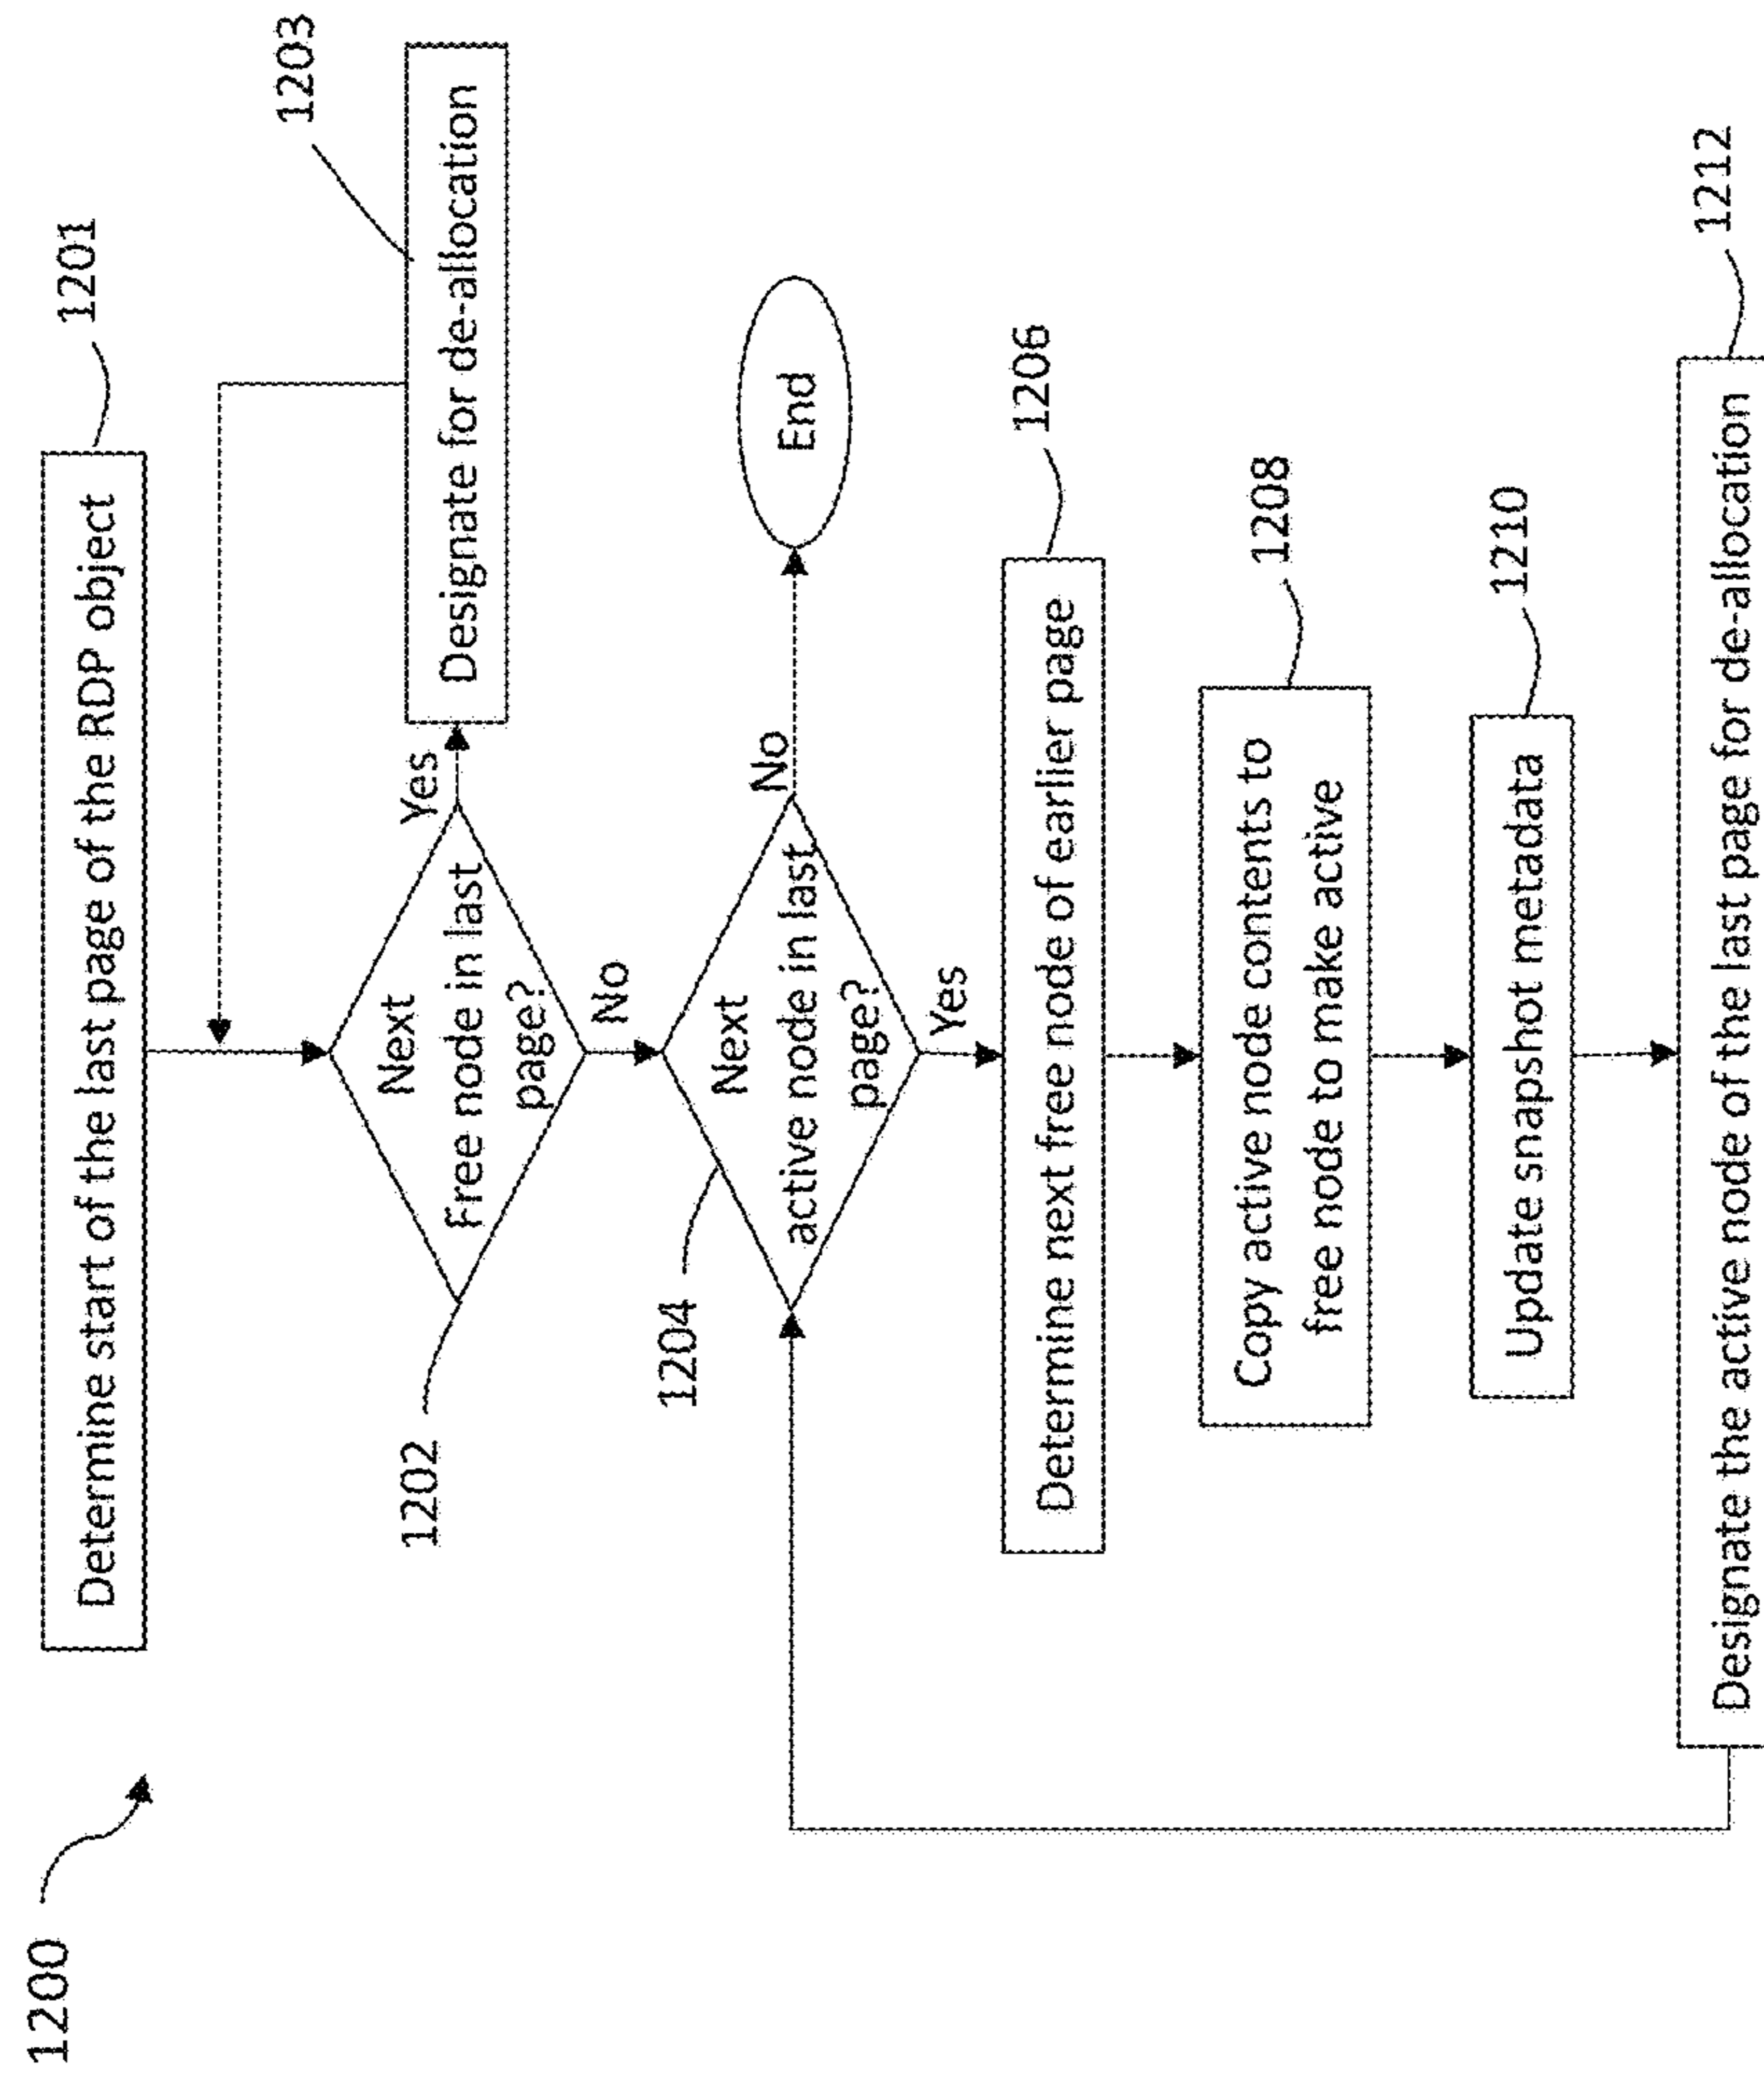 1200
Determine start of the last page of the RDP object
1201
Next
Free node in last
page?
1202
Yes
Designate for de-allocation
1203
No
Next
active node in last
page?
1204
No
End
Yes
Determine next free node of earlier page
1206
Copy active node contents to
free node to make active
1208
Update snapshot metadata
1210
Designate the active node of the last page for de-allocation
1212